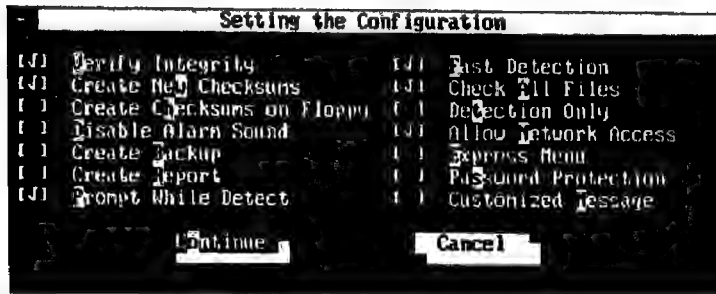 Setting the Configuration
[√] Verify Integrity
[√] Create New Checksums
[ ] Create Checksums on Floppy
[ ] Disable Alarm Sound
[ ] Create Backup
[ ] Create Report
[√] Prompt While Detect
[√] Fast Detection
[√] Check All Files
[ ] Detection Only
[√] Allow Network Access
[ ] Express Menu
[ ] Password Protection
[ ] Customized Message
Continue
Cancel